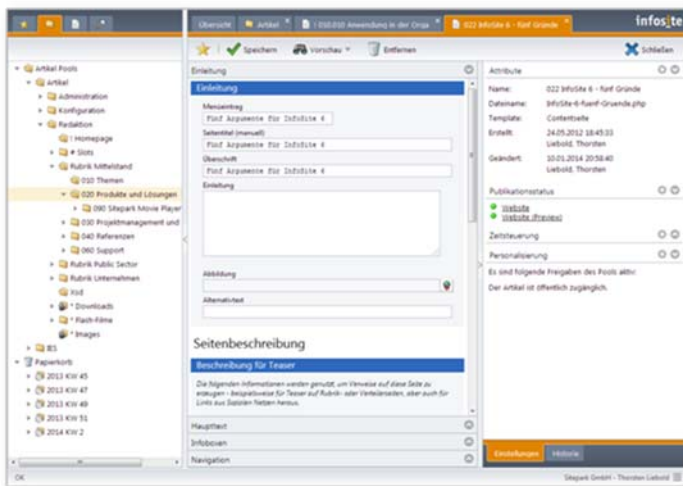 Übersicht
Artikel
! 010.010 Anwendung in der Orga
022 InfoSite 6 - fünf Gründe
infosite
Speichern
Vorschau
Entfernen
Schließen
Artikel Pools
Artikel
Administration
Konfiguration
Redaktion
! Homepage
# Slots
Rubrik Mittelstand
010 Themen
020 Produkte und Lösungen
090 Sitepark Movie Player
030 Projektmanagement und
040 Referenzen
060 Support
Rubrik Public Sector
Rubrik Unternehmen
Xsd
* Downloads
* Flash-Filme
* Images
IES
Papierkorb
2013 KW 45
2013 KW 47
2013 KW 49
2013 KW 51
2014 KW 2
Einleitung
Einleitung
Menüeintrag
Fünf Argumente für InfoSite 6
Seitentitel (manuell)
Fünf Argumente für InfoSite 6
Überschrift
Fünf Argumente für InfoSite 6
Einleitung
Abbildung
Alternativtext
Seitenbeschreibung
Beschreibung für Teaser
Die folgenden Informationen werden genutzt, um Verweise auf diese Seite zu
erzeugen - beispielsweise für Teaser auf Rubrik- oder Verteilerseiten, aber auch für
Links aus Sozialen Netzen heraus.
Haupttext
Infoboxen
Navigation
Attribute
Name: 022 InfoSite 6 - fünf Gründe
Dateiname: InfoSite-6-fuenf-Gruende.php
Template: Contentseite
Erstellt: 24.05.2012 18:45:33
Liebold, Thorsten
Geändert: 10.01.2014 20:58:40
Liebold, Thorsten
Publikationsstatus
Website
Website (Preview)
Zeitsteuerung
Personalisierung
Es sind folgende Freigaben des Pools aktiv:
Der Artikel ist öffentlich zugänglich.
Einstellungen
Historie
OK
Sitepark GmbH - Thorsten Liebold